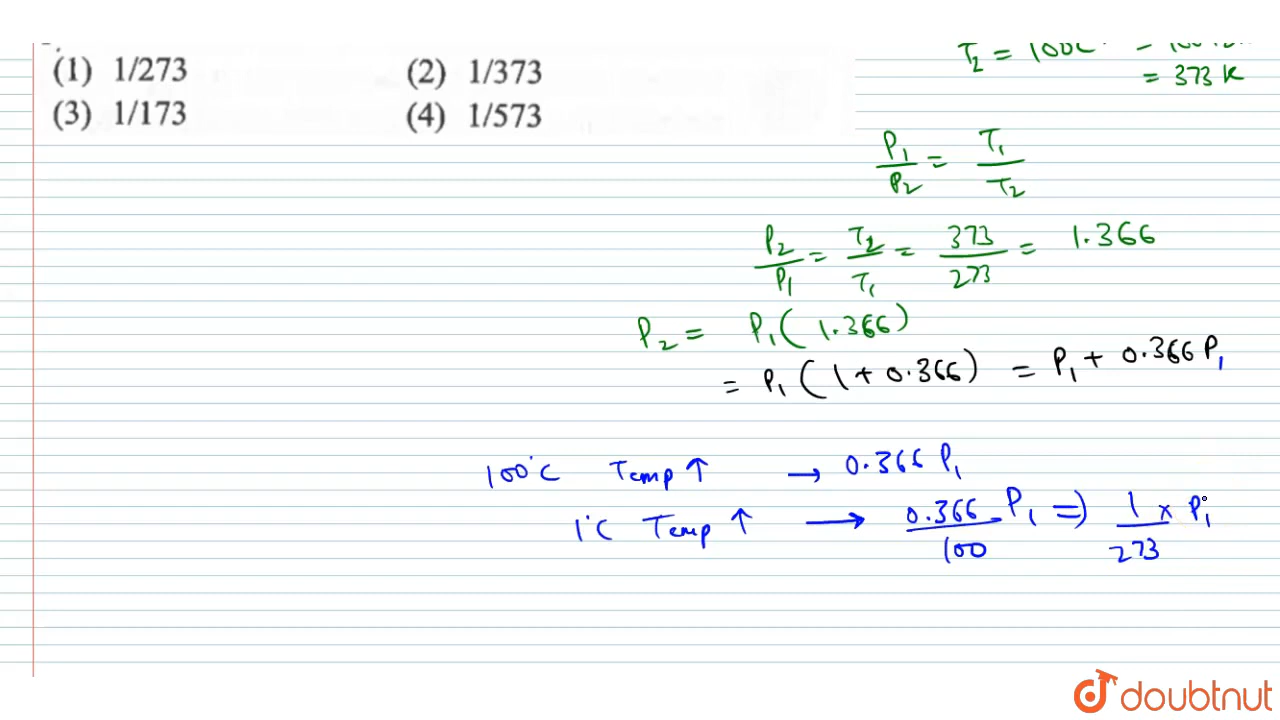 (1) 1/273 (2) 1/373
(3) 1/173 (4) 1/573
T₂ = 100c
= 373 K
P₁/P₂ = T₁/T₂
P₂/P₁ = T₂/T₁ = 373/273 = 1.366
P₂ = P₁(1.366)
= P₁(1+0.366) = P₁+ 0.366P₁
100°C Temp↑ → 0.366 P₁
1°C Temp ↑ → 0.366/100 P₁ ⇒ 1/273 × P₁
doubtnut